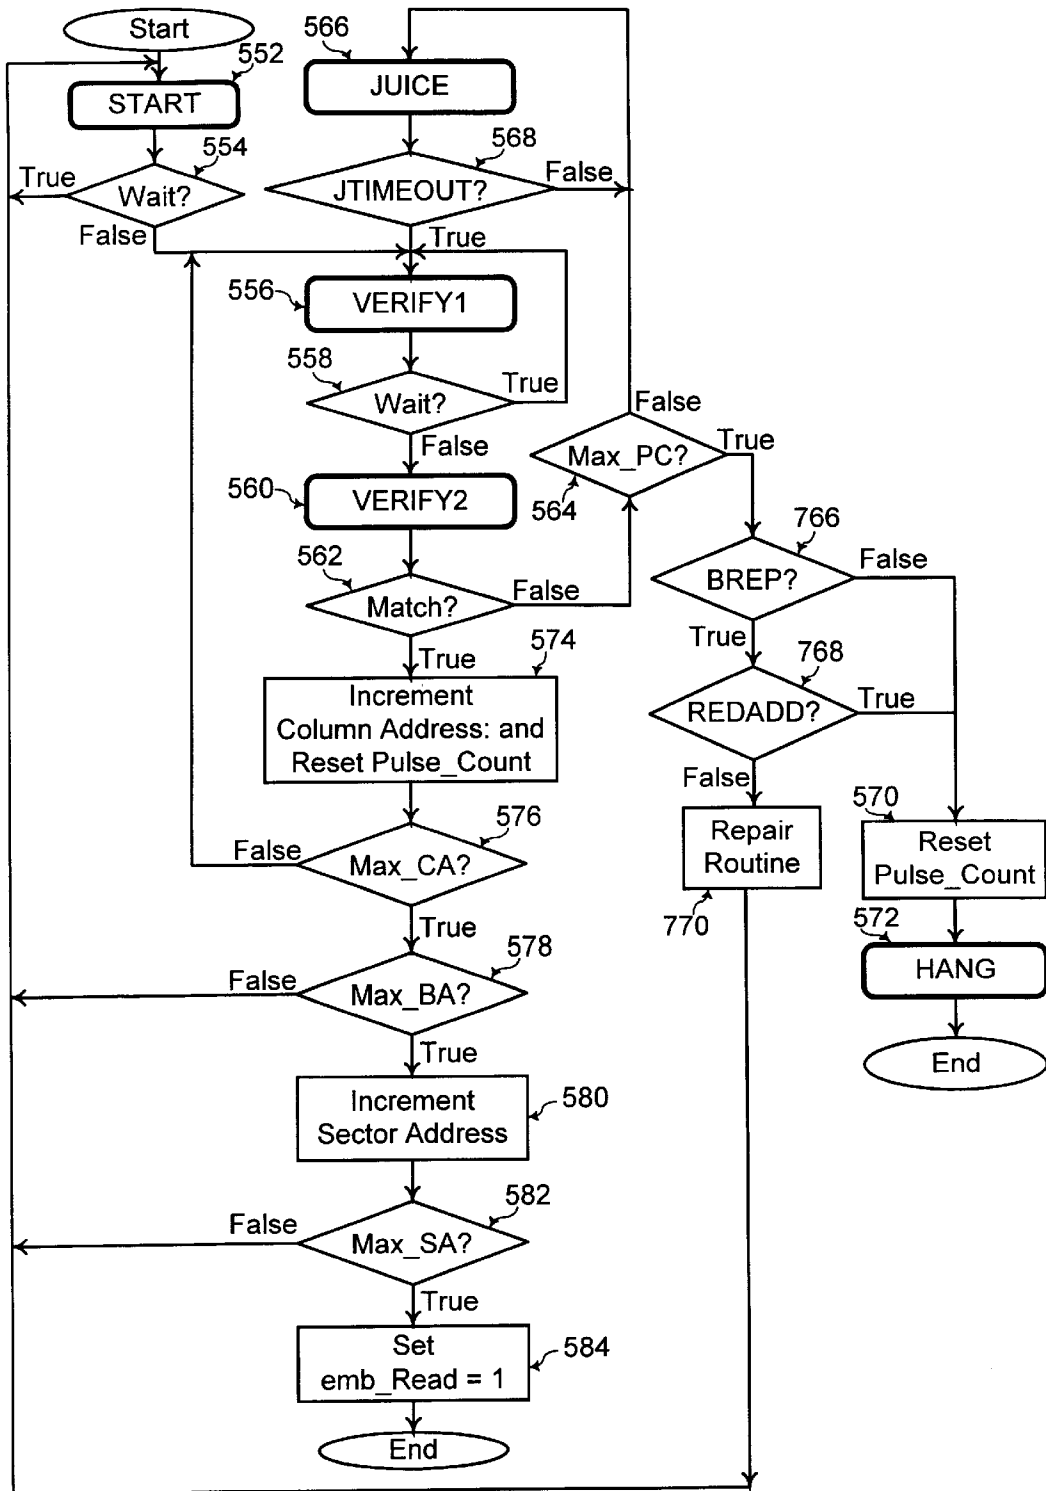 Start
552
START
554
True
Wait?
False
566
JUICE
568
JTIMEOUT?
False
True
556
VERIFY1
558
Wait?
True
False
560
VERIFY2
562
Match?
False
True
False
Max_PC?
True
564
766
BREP?
False
True
768
REDADD?
True
False
Repair
Routine
770
570
Reset
Pulse_Count
572
HANG
End
574
Increment
Column Address: and
Reset Pulse_Count
576
Max_CA?
False
True
578
Max_BA?
False
True
Increment
Sector Address
580
582
Max_SA?
False
True
Set
emb_Read = 1
584
End